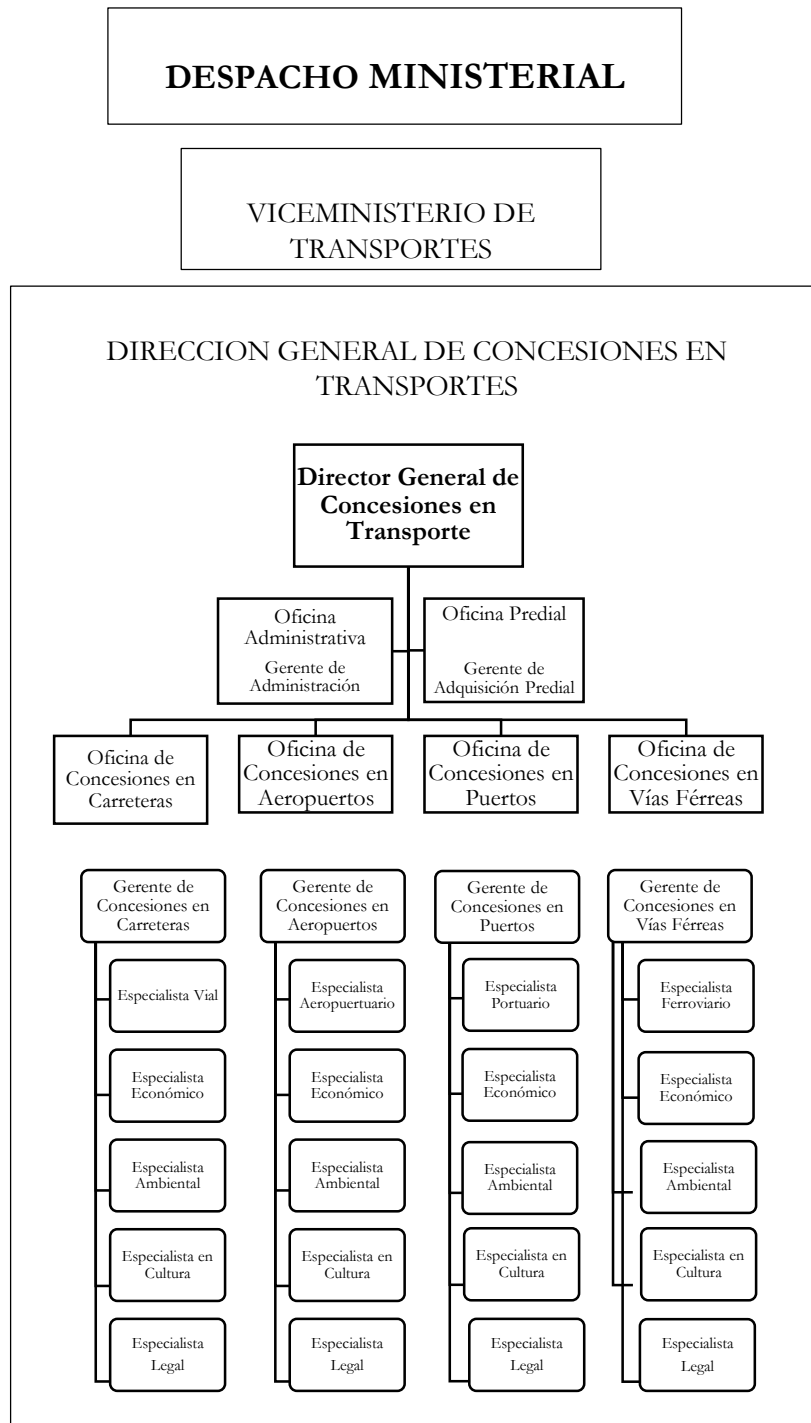 DESPACHO MINISTERIAL
VICEMINISTERIO DE
TRANSPORTES
DIRECCION GENERAL DE CONCESIONES EN
TRANSPORTES
Director General de
Concesiones en
Transporte
Oficina
Administrativa
Gerente de
Administración
Oficina Predial
Gerente de
Adquisición Predial
Oficina de
Concesiones en
Carreteras
Oficina de
Concesiones en
Aeropuertos
Oficina de
Concesiones en
Puertos
Oficina de
Concesiones en
Vías Férreas
Gerente de
Concesiones en
Carreteras
Especialista Vial
Especialista
Económico
Especialista
Ambiental
Especialista en
Cultura
Especialista
Legal
Gerente de
Concesiones en
Aeropuertos
Especialista
Aeropuertuario
Especialista
Económico
Especialista
Ambiental
Especialista en
Cultura
Especialista
Legal
Gerente de
Concesiones en
Puertos
Especialista
Portuario
Especialista
Económico
Especialista
Ambiental
Especialista en
Cultura
Especialista
Legal
Gerente de
Concesiones en
Vías Férreas
Especialista
Ferroviario
Especialista
Económico
Especialista
Ambiental
Especialista en
Cultura
Especialista
Legal